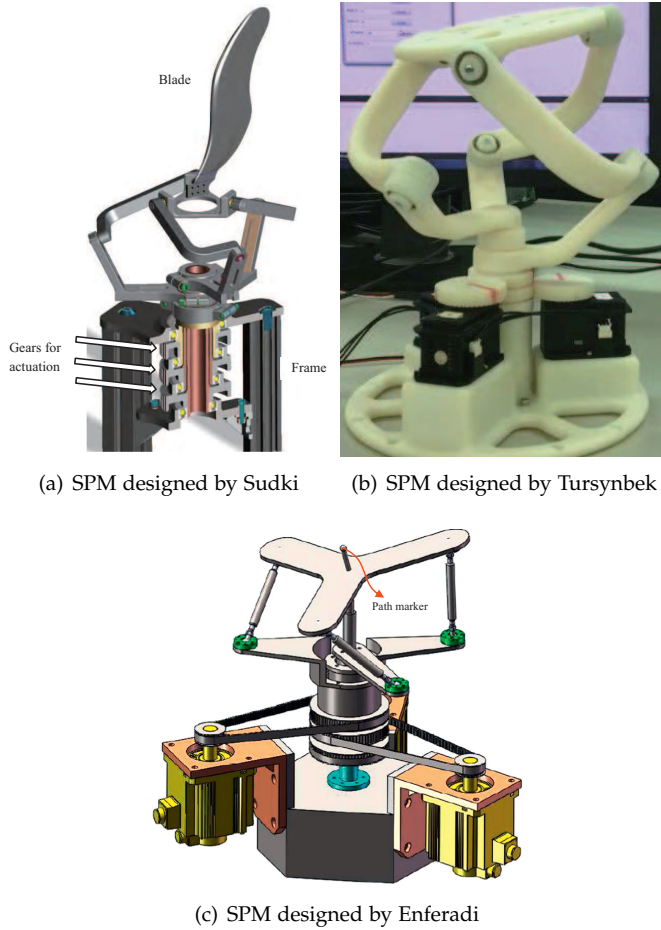 Blade
Gears for
actuation
Frame
(a) SPM designed by Sudki
(b) SPM designed by Tursynbek
Path marker
(c) SPM designed by Enferadi